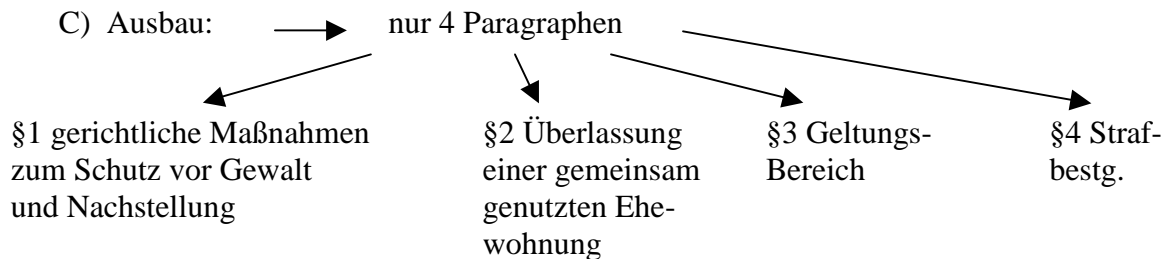 C) Ausbau: nur 4 Paragraphen
§1 gerichtliche Maßnahmen
zum Schutz vor Gewalt
und Nachstellung
§2 Überlassung
einer gemeinsam
genutzten Ehe-
wohnung
§3 Geltungs-
Bereich
§4 Straf-
bestg.